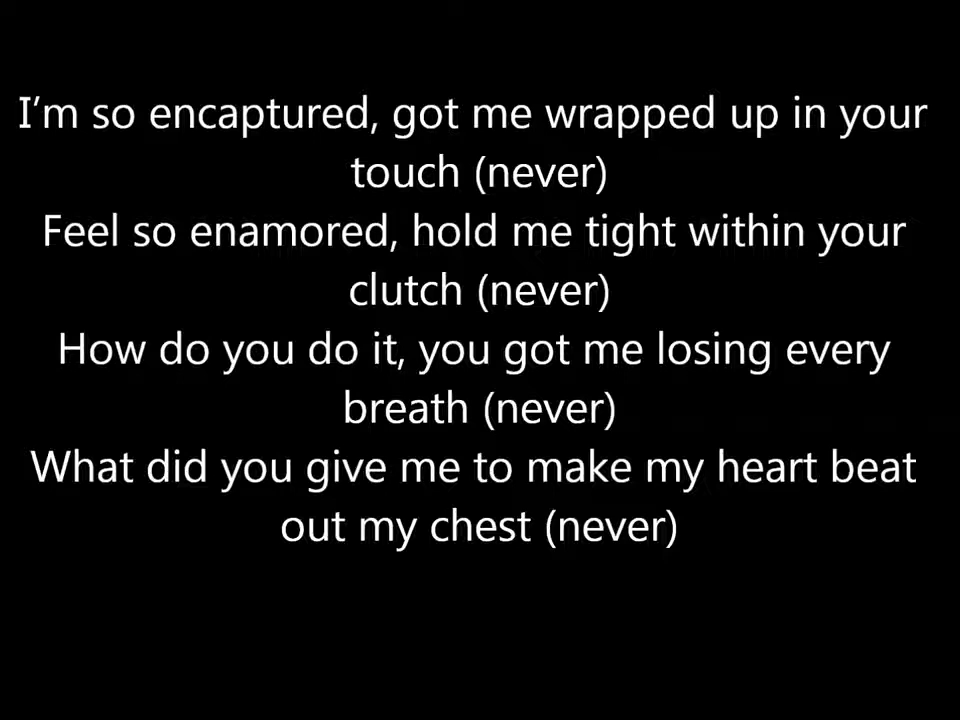 I’m so encaptured, got me wrapped up in your
touch (never)
Feel so enamored, hold me tight within your
clutch (never)
How do you do it, you got me losing every
breath (never)
What did you give me to make my heart beat
out my chest (never)